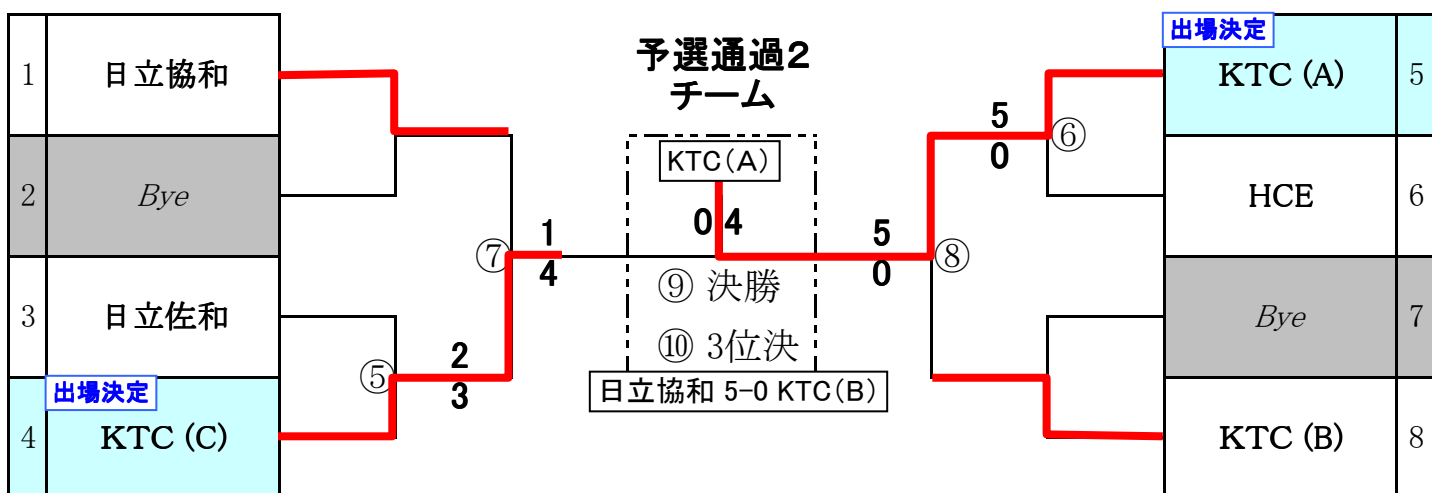 1 日立協和
2 Bye
3 日立佐和
出場決定
4 KTC (C)
⑤
2
3
⑦
1
4
予選通過2
チーム
KTC(A)
0 4
⑨ 決勝
⑩ 3位決
日立協和 5-0 KTC(B)
5
0
⑧
5
0
⑥
出場決定
KTC (A) 5
HCE 6
Bye 7
KTC (B) 8